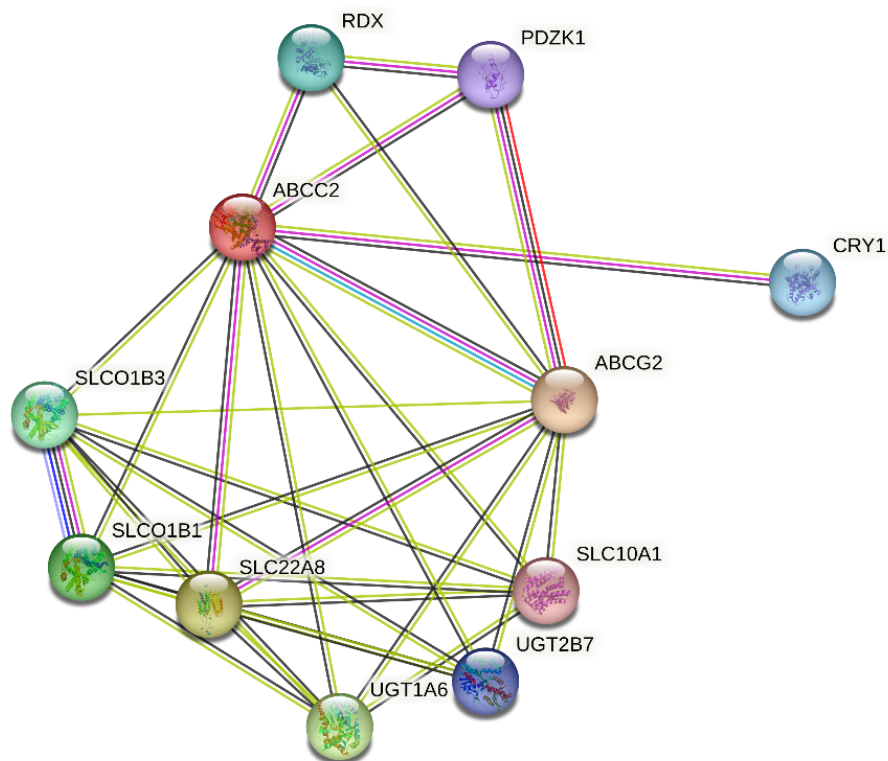 RDX
PDZK1
ABCC2
CRY1
ABCG2
SLCO1B3
SLCO1B1
SLC22A8
SLC10A1
UGT2B7
UGT1A6